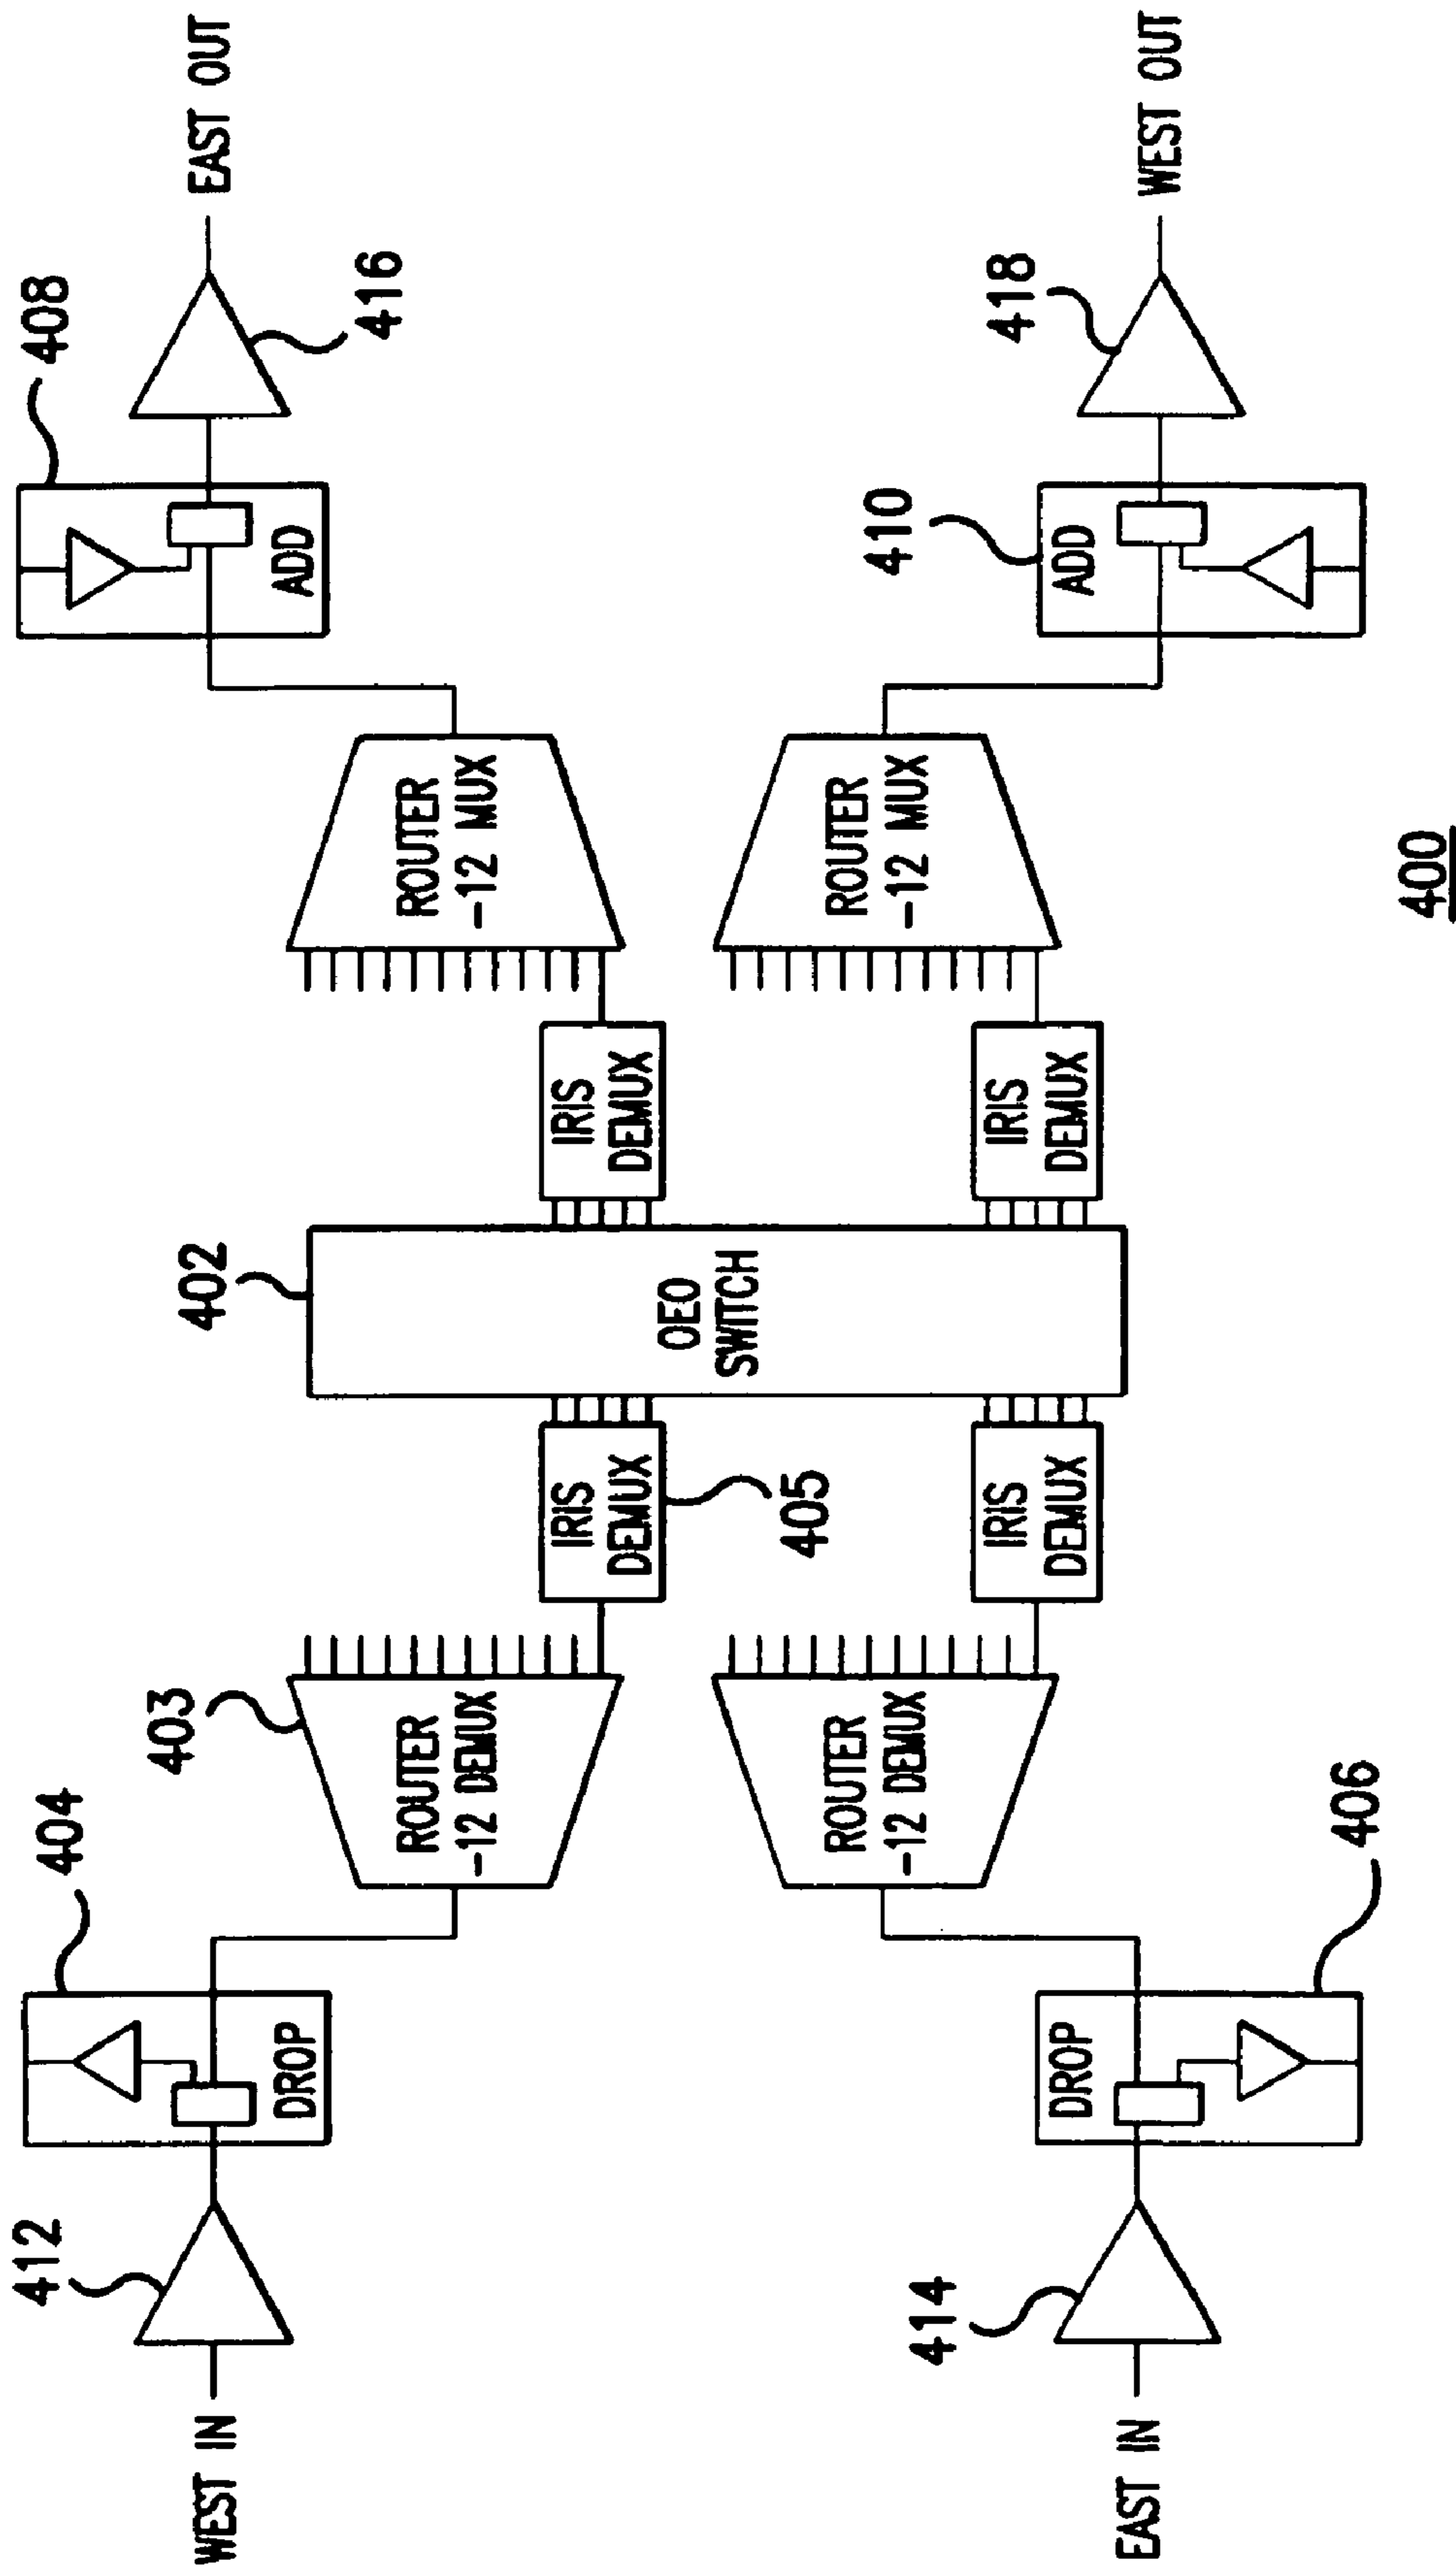 WEST IN
412
404
DROP
403
ROUTER
-12 DEMUX
IRIS
DEMUX
405
402
OEO
SWITCH
IRIS
DEMUX
ROUTER
-12 MUX
408
ADD
416
EAST OUT
EAST IN
414
DROP
406
ROUTER
-12 DEMUX
IRIS
DEMUX
IRIS
DEMUX
ROUTER
-12 MUX
410
ADD
418
WEST OUT
400